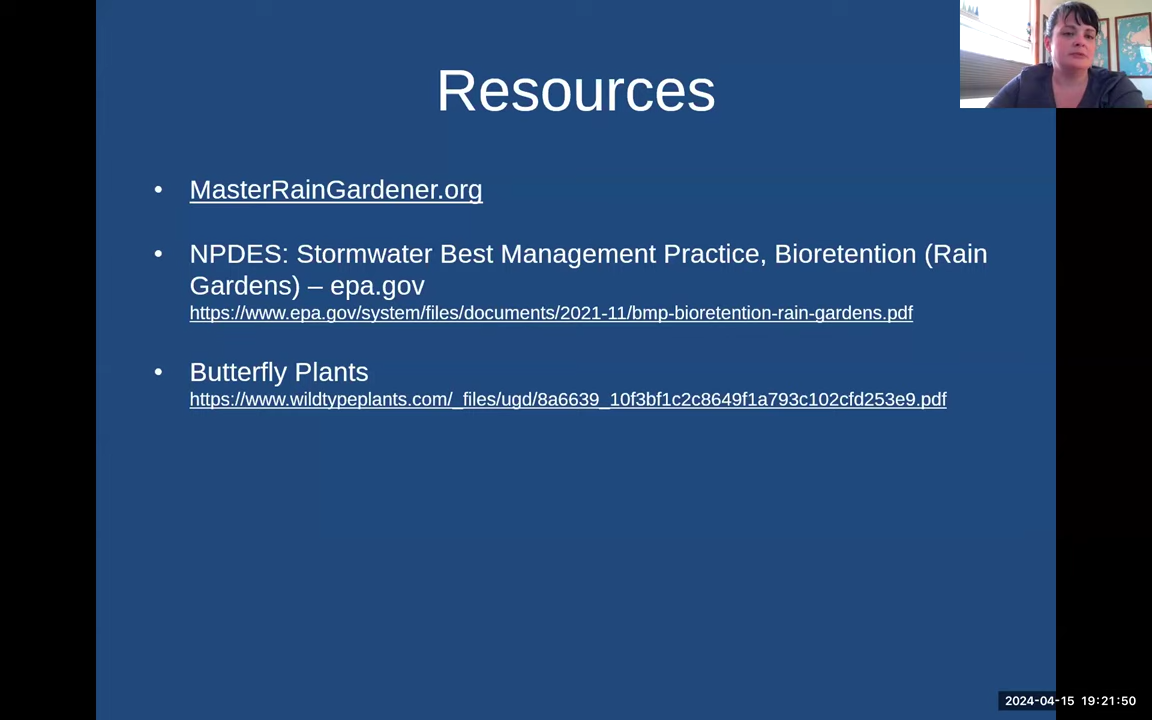 Resources
• MasterRainGardener.org
• NPDES: Stormwater Best Management Practice, Bioretention (Rain
Gardens) – epa.gov
https://www.epa.gov/system/files/documents/2021-11/bmp-bioretention-rain-gardens.pdf
• Butterfly Plants
https://www.wildtypeplants.com/_files/ugd/8a6639_10f3bf1c2c8649f1a793c102cfd253e9.pdf
2024-04-15 19:21:50